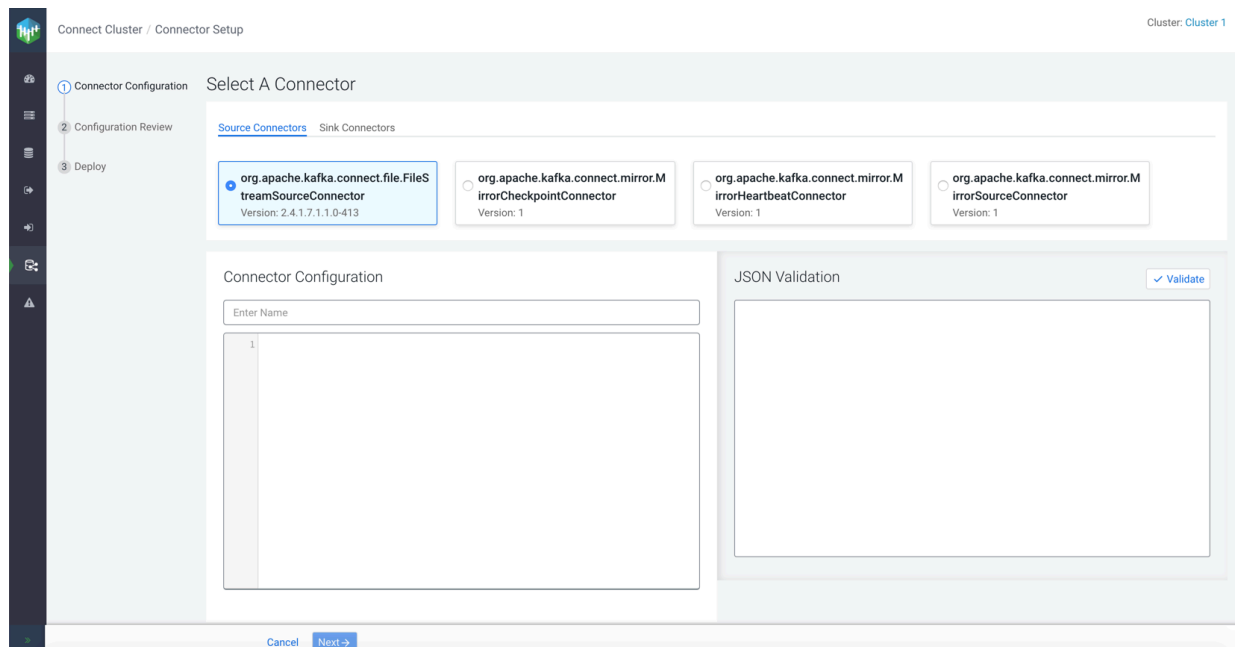 Connect Cluster / Connector Setup
Cluster: Cluster 1
1 Connector Configuration
2 Configuration Review
3 Deploy
Select A Connector
Source Connectors Sink Connectors
org.apache.kafka.connect.file.FileS
treamSourceConnector
Version: 2.4.1.7.1.1.0-413
org.apache.kafka.connect.mirror.M
irrorCheckpointConnector
Version: 1
org.apache.kafka.connect.mirror.M
irrorHeartbeatConnector
Version: 1
org.apache.kafka.connect.mirror.M
irrorSourceConnector
Version: 1
Connector Configuration
Enter Name
1
JSON Validation
Validate
Cancel Next